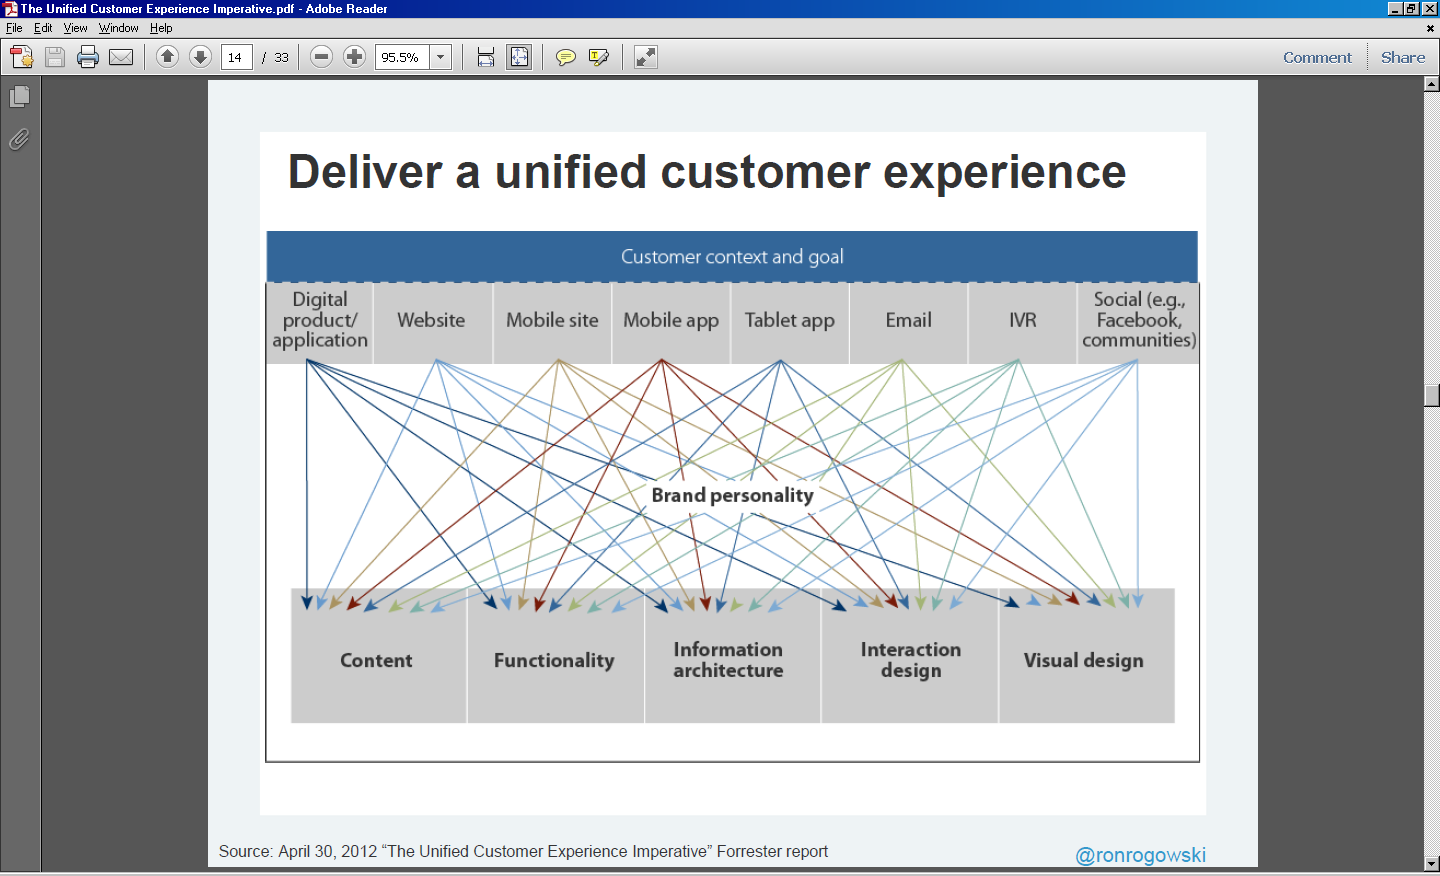 The Unified Customer Experience Imperative.pdf - Adobe Reader
File Edit View Window Help
14 / 33 95.5% Comment Share
Deliver a unified customer experience
Customer context and goal
Digital
product/
application
Website
Mobile site
Mobile app
Tablet app
Email
IVR
Social (e.g.,
Facebook,
communities)
Brand personality
Content
Functionality
Information
architecture
Interaction
design
Visual design
Source: April 30, 2012 “The Unified Customer Experience Imperative” Forrester report
@ronrogowski